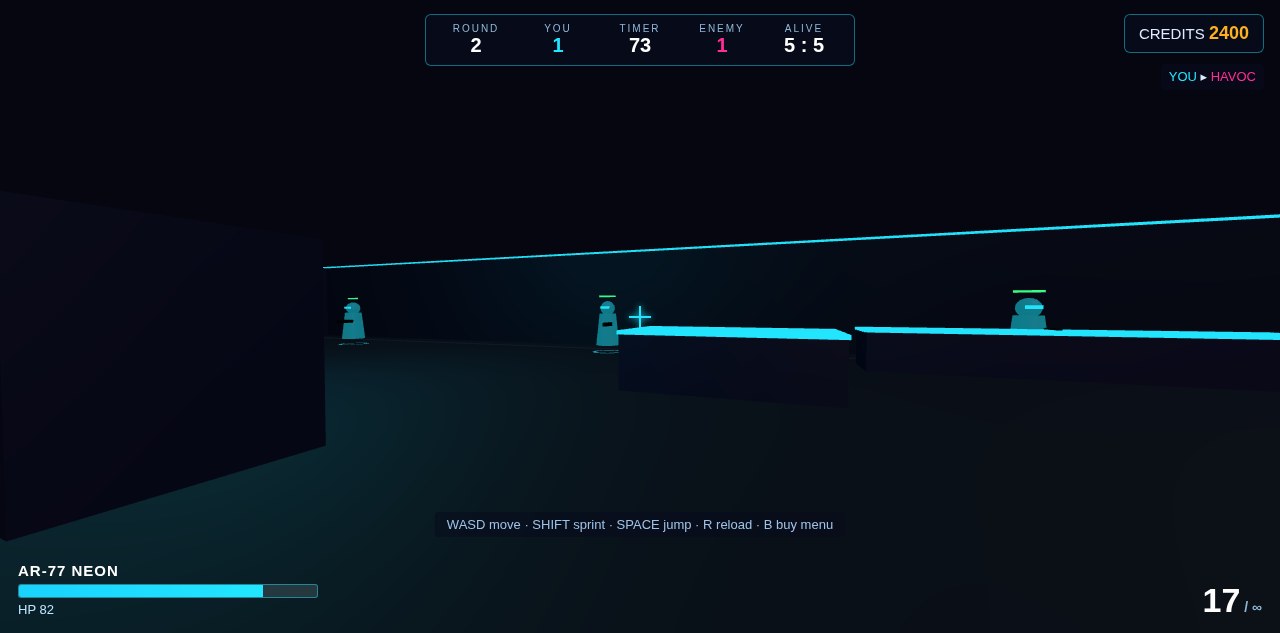 ROUND YOU TIMER ENEMY ALIVE
2 1 73 1 5 : 5
CREDITS 2400
YOU ▸ HAVOC
WASD move · SHIFT sprint · SPACE jump · R reload · B buy menu
AR-77 NEON
HP 82
17 / ∞